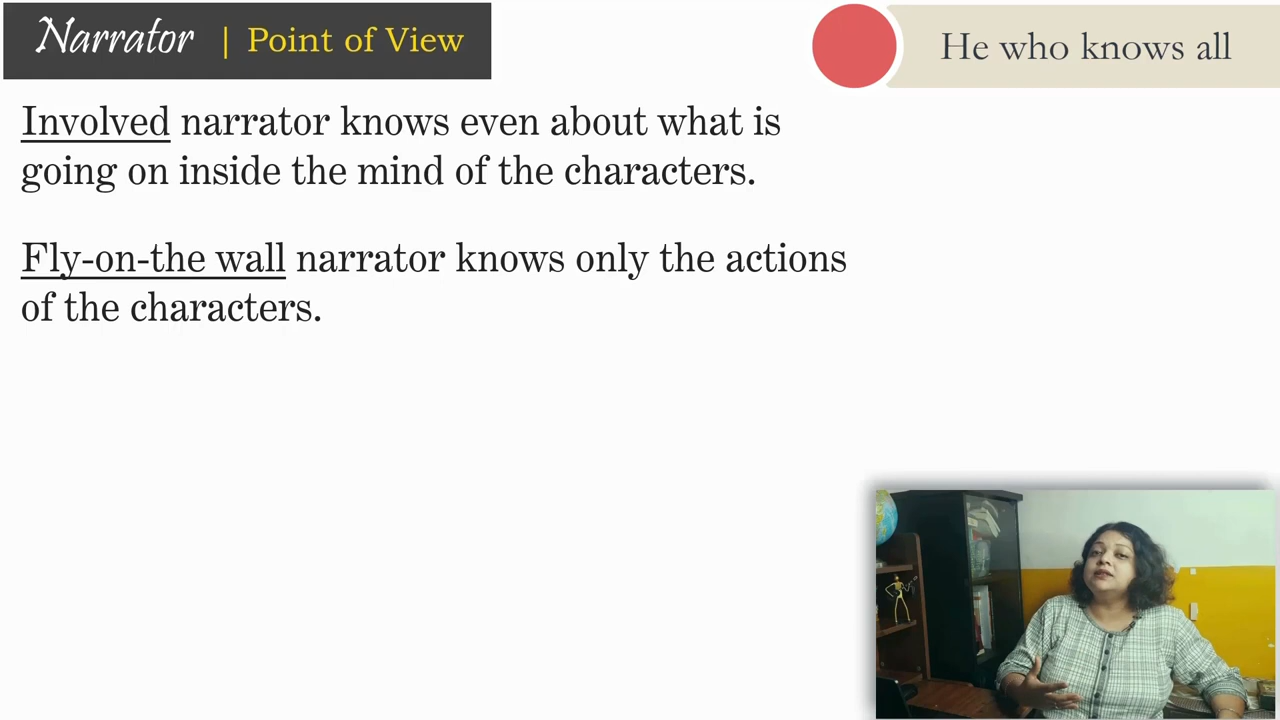 Narrator | Point of View
He who knows all
Involved narrator knows even about what is
going on inside the mind of the characters.
Fly-on-the wall narrator knows only the actions
of the characters.